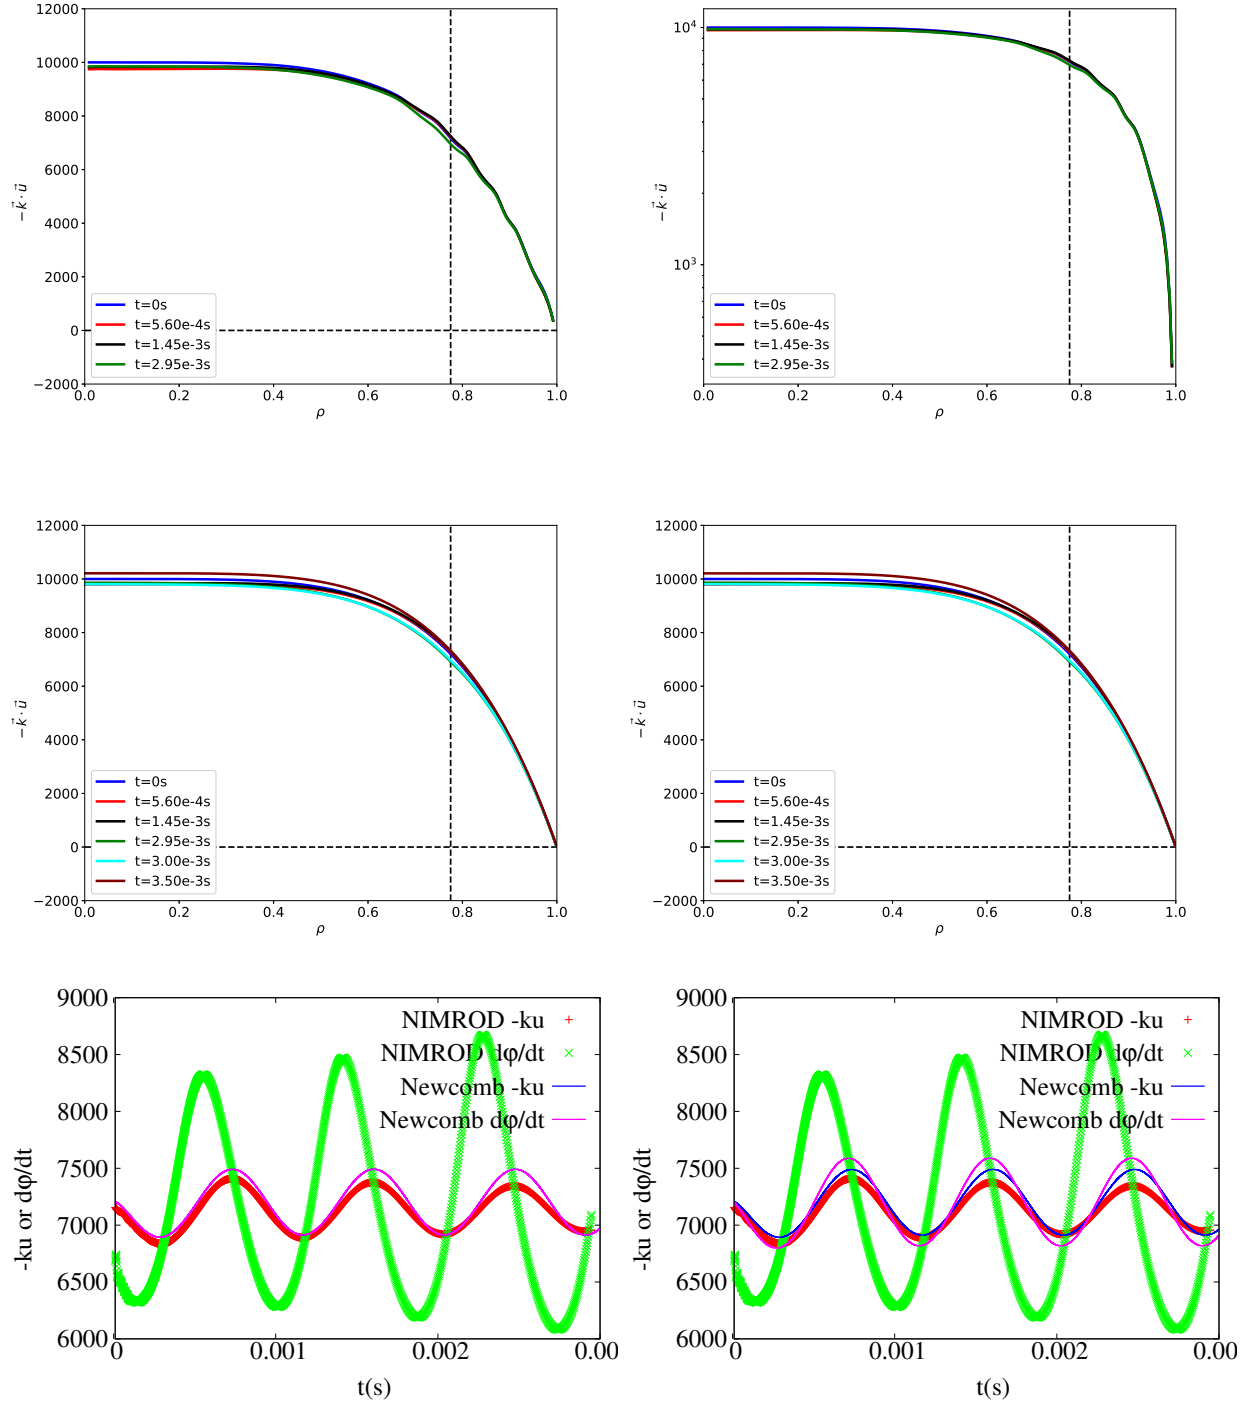 12000
10000
8000
6000
4000
2000
0
−2000
0.0 0.2 0.4 0.6 0.8 1.0
ρ
−k⃗ · u⃗
t=0s
t=5.60e-4s
t=1.45e-3s
t=2.95e-3s
10⁴
10³
0.0 0.2 0.4 0.6 0.8 1.0
ρ
−k⃗ · u⃗
t=0s
t=5.60e-4s
t=1.45e-3s
t=2.95e-3s
12000
10000
8000
6000
4000
2000
0
−2000
0.0 0.2 0.4 0.6 0.8 1.0
ρ
−k⃗ · u⃗
t=0s
t=5.60e-4s
t=1.45e-3s
t=2.95e-3s
t=3.00e-3s
t=3.50e-3s
12000
10000
8000
6000
4000
2000
0
−2000
0.0 0.2 0.4 0.6 0.8 1.0
ρ
−k⃗ · u⃗
t=0s
t=5.60e-4s
t=1.45e-3s
t=2.95e-3s
t=3.00e-3s
t=3.50e-3s
9000
8500
8000
7500
7000
6500
6000
0 0.001 0.002 0.00
t(s)
-ku or dφ/dt
NIMROD -ku
NIMROD dφ/dt
Newcomb -ku
Newcomb dφ/dt
9000
8500
8000
7500
7000
6500
6000
0 0.001 0.002 0.00
t(s)
-ku or dφ/dt
NIMROD -ku
NIMROD dφ/dt
Newcomb -ku
Newcomb dφ/dt